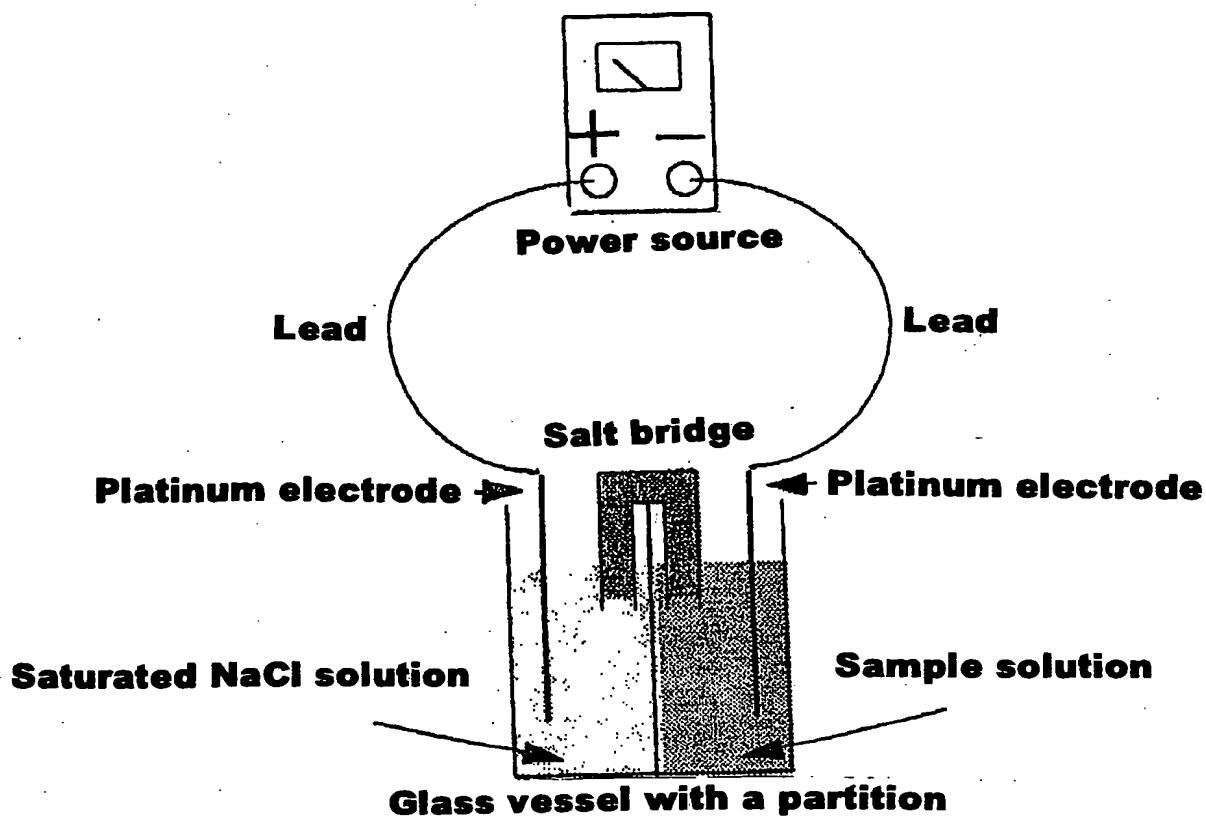 + −
Power source
Lead
Lead
Salt bridge
Platinum electrode
Platinum electrode
Saturated NaCl solution
Sample solution
Glass vessel with a partition